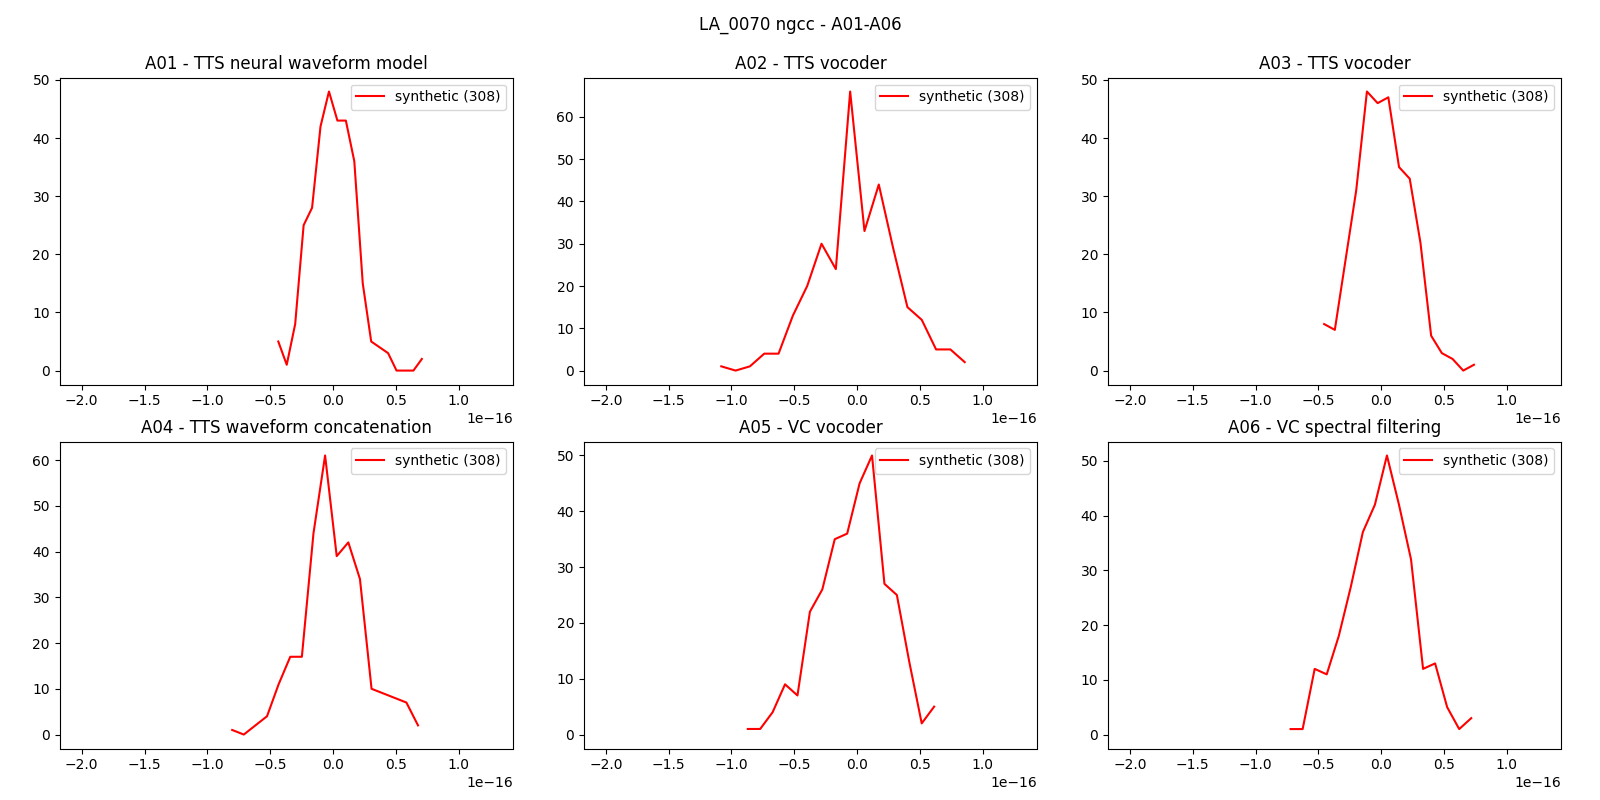 LA_0070 ngcc - A01-A06
A01 - TTS neural waveform model
synthetic (308)
50
40
30
20
10
0
−2.0 −1.5 −1.0 −0.5 0.0 0.5 1.0
1e−16
A02 - TTS vocoder
synthetic (308)
60
50
40
30
20
10
0
−2.0 −1.5 −1.0 −0.5 0.0 0.5 1.0
1e−16
A03 - TTS vocoder
synthetic (308)
50
40
30
20
10
0
−2.0 −1.5 −1.0 −0.5 0.0 0.5 1.0
1e−16
A04 - TTS waveform concatenation
synthetic (308)
60
50
40
30
20
10
0
−2.0 −1.5 −1.0 −0.5 0.0 0.5 1.0
1e−16
A05 - VC vocoder
synthetic (308)
50
40
30
20
10
0
−2.0 −1.5 −1.0 −0.5 0.0 0.5 1.0
1e−16
A06 - VC spectral filtering
synthetic (308)
50
40
30
20
10
0
−2.0 −1.5 −1.0 −0.5 0.0 0.5 1.0
1e−16